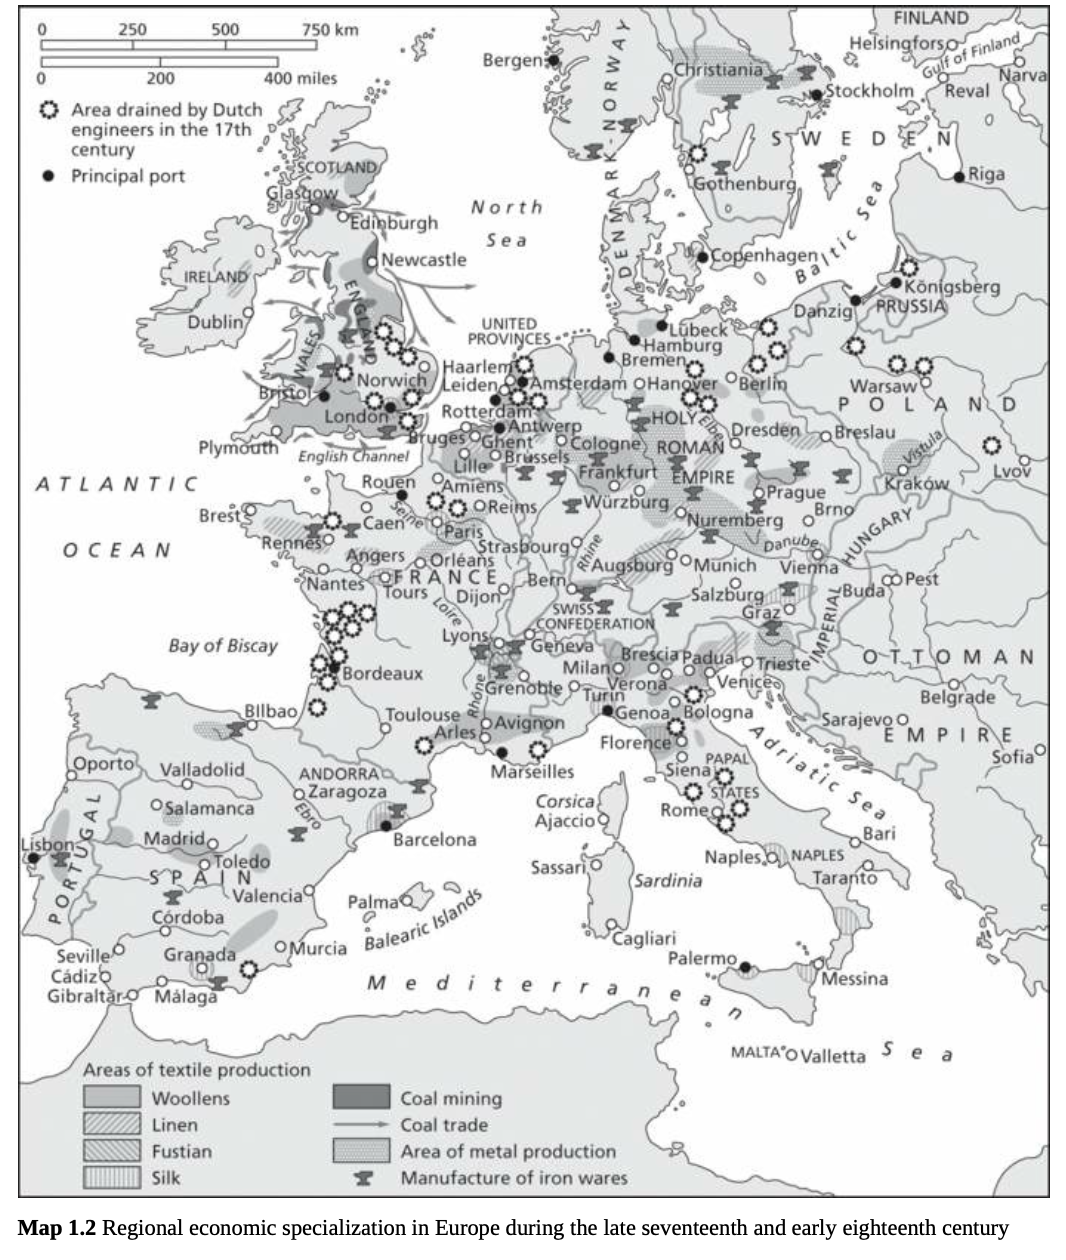 0 250 500 750 km
0 200 400 miles
Area drained by Dutch
engineers in the 17th
century
Principal port
Bergen
DENMARK-NORWAY
Christiania
Stockholm
FINLAND
Helsingfors
Gulf of Finland
Narva
Reval
SWEDEN
Riga
Gothenburg
Baltic Sea
SCOTLAND
Glasgow
Edinburgh
North
Sea
Newcastle
IRELAND
Dublin
ENGLAND
WALES
Copenhagen
Königsberg
PRUSSIA
Danzig
Lübeck
Hamburg
Bremen
UNITED
PROVINCES
Haarlem
Leiden
Amsterdam
Hanover
Berlin
Warsaw
POLAND
Norwich
Bristol
London
Rotterdam
Antwerp
HOLY
ROMAN
EMPIRE
Elbe
Dresden
Breslau
Vistula
Lvov
Kraków
Plymouth
English Channel
Bruges
Ghent
Brussels
Cologne
Lille
Frankfurt
ATLANTIC
OCEAN
Rouen
Amiens
Würzburg
Prague
Brno
Brest
Caen
Seine
Reims
Nuremberg
Rennes
Paris
Strasbourg
Rhine
Danube
HUNGARY
Angers
Orléans
Augsburg
Munich
Vienna
Nantes
Tours
FRANCE
Dijon
Bern
Salzburg
Buda
Pest
Graz
IMPERIAL
Loire
SWISS
CONFEDERATION
Bay of Biscay
Lyons
Geneva
Brescia
Padua
Trieste
OTTOMAN
EMPIRE
Milan
Verona
Venice
Belgrade
Bordeaux
Grenoble
Turin
Rhône
BIlbao
Toulouse
Avignon
Genoa
Bologna
Sarajevo
Arles
Florence
Adriatic Sea
Sofia
Marseilles
Siena
PAPAL
STATES
Oporto
Valladolid
ANDORRA
Zaragoza
Ebro
Corsica
Ajaccio
Rome
Salamanca
PORTUGAL
Madrid
Barcelona
Bari
Lisbon
Toledo
SPAIN
Sassari
Sardinia
Naples
NAPLES
Taranto
Valencia
Palma
Balearic Islands
Córdoba
Cagliari
Seville
Granada
Murcia
Palermo
Cádiz
Messina
Gibraltar
Málaga
Mediterranean
Sea
MALTA
Valletta
Areas of textile production
Woollens
Linen
Fustian
Silk
Coal mining
Coal trade
Area of metal production
Manufacture of iron wares
Map 1.2 Regional economic specialization in Europe during the late seventeenth and early eighteenth century